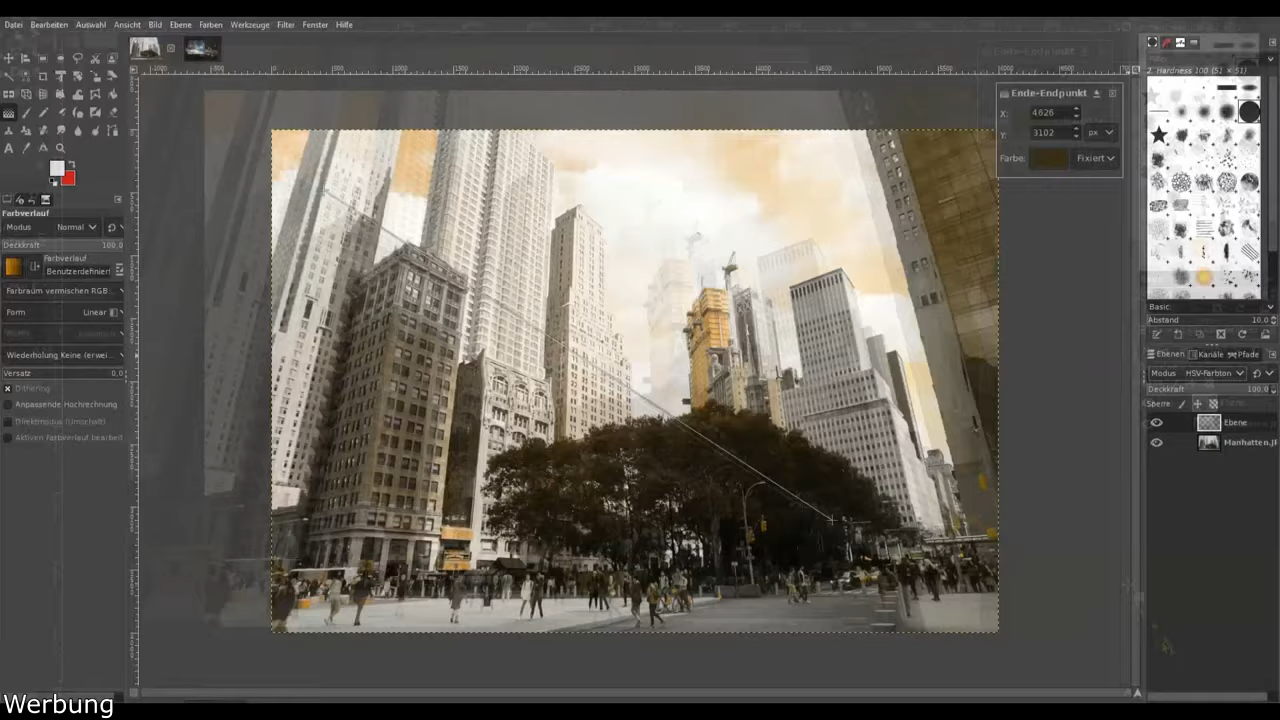 Datei Bearbeiten Auswahl Ansicht Bild Ebene Farben Werkzeuge Filter Fenster Hilfe
Ende-Endpunkt
X: 4626
Y: 3102 px
Farbe: Fixiert
2. Hardness 100 (51 × 51)
Farbverlauf
Modus Normal
Deckkraft 100,0
Farbverlauf
Benutzerdefiniert
Farbraum vermischen RGB...
Form Linear
Wiederholung Keine (erwei...
Versatz 0,0
Dithering
Anpassende Hochrechnung
Direktmodus (Umschalt)
Aktiven Farbverlauf bearbeit
Basic:
Abstand 10,0
Ebenen Kanäle Pfade
Modus HSV-Farbton
Deckkraft 100,0
Sperre
Ebene
Manhatten.JP
Werbung